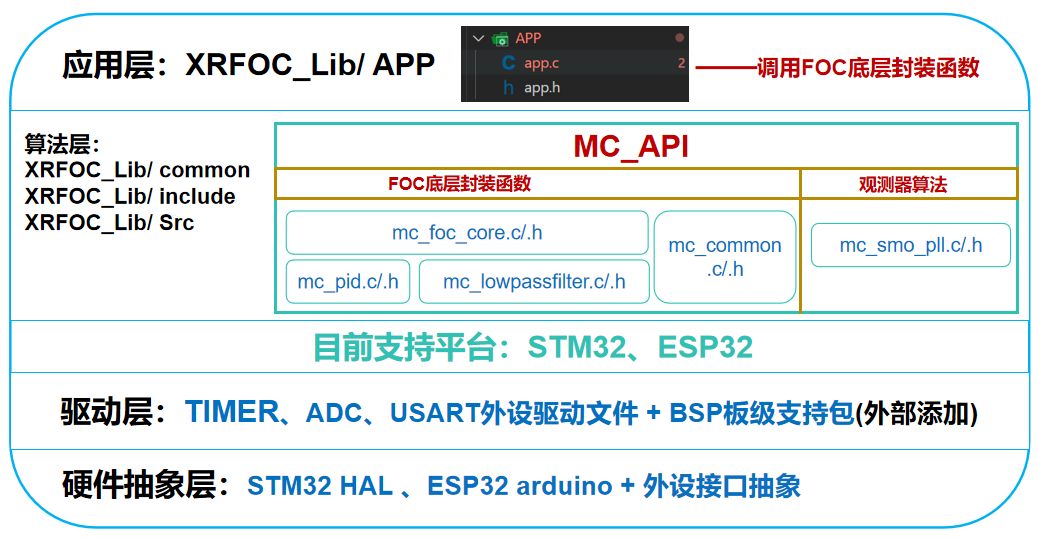 应用层：XRFOC_Lib/ APP
APP
C app.c 2
h app.h
调用FOC底层封装函数
算法层：
XRFOC_Lib/ common
XRFOC_Lib/ include
XRFOC_Lib/ Src
MC_API
FOC底层封装函数
观测器算法
mc_foc_core.c/.h
mc_pid.c/.h
mc_lowpassfilter.c/.h
mc_common
.c/.h
mc_smo_pll.c/.h
目前支持平台：STM32、ESP32
驱动层：TIMER、ADC、USART外设驱动文件 + BSP板级支持包(外部添加)
硬件抽象层：STM32 HAL 、ESP32 arduino + 外设接口抽象